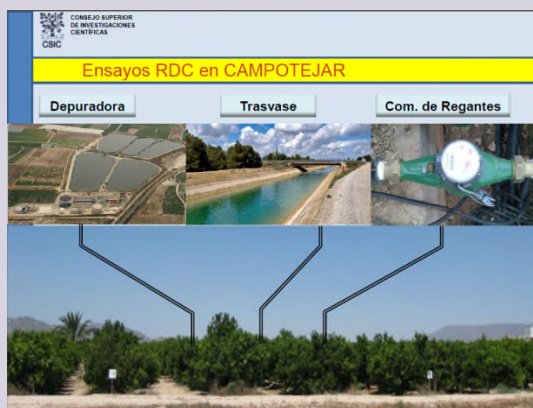 CONSEJO SUPERIOR
DE INVESTIGACIONES
CIENTÍFICAS
CSIC
Ensayos RDC en CAMPOTEJAR
Depuradora
Trasvase
Com. de Regantes